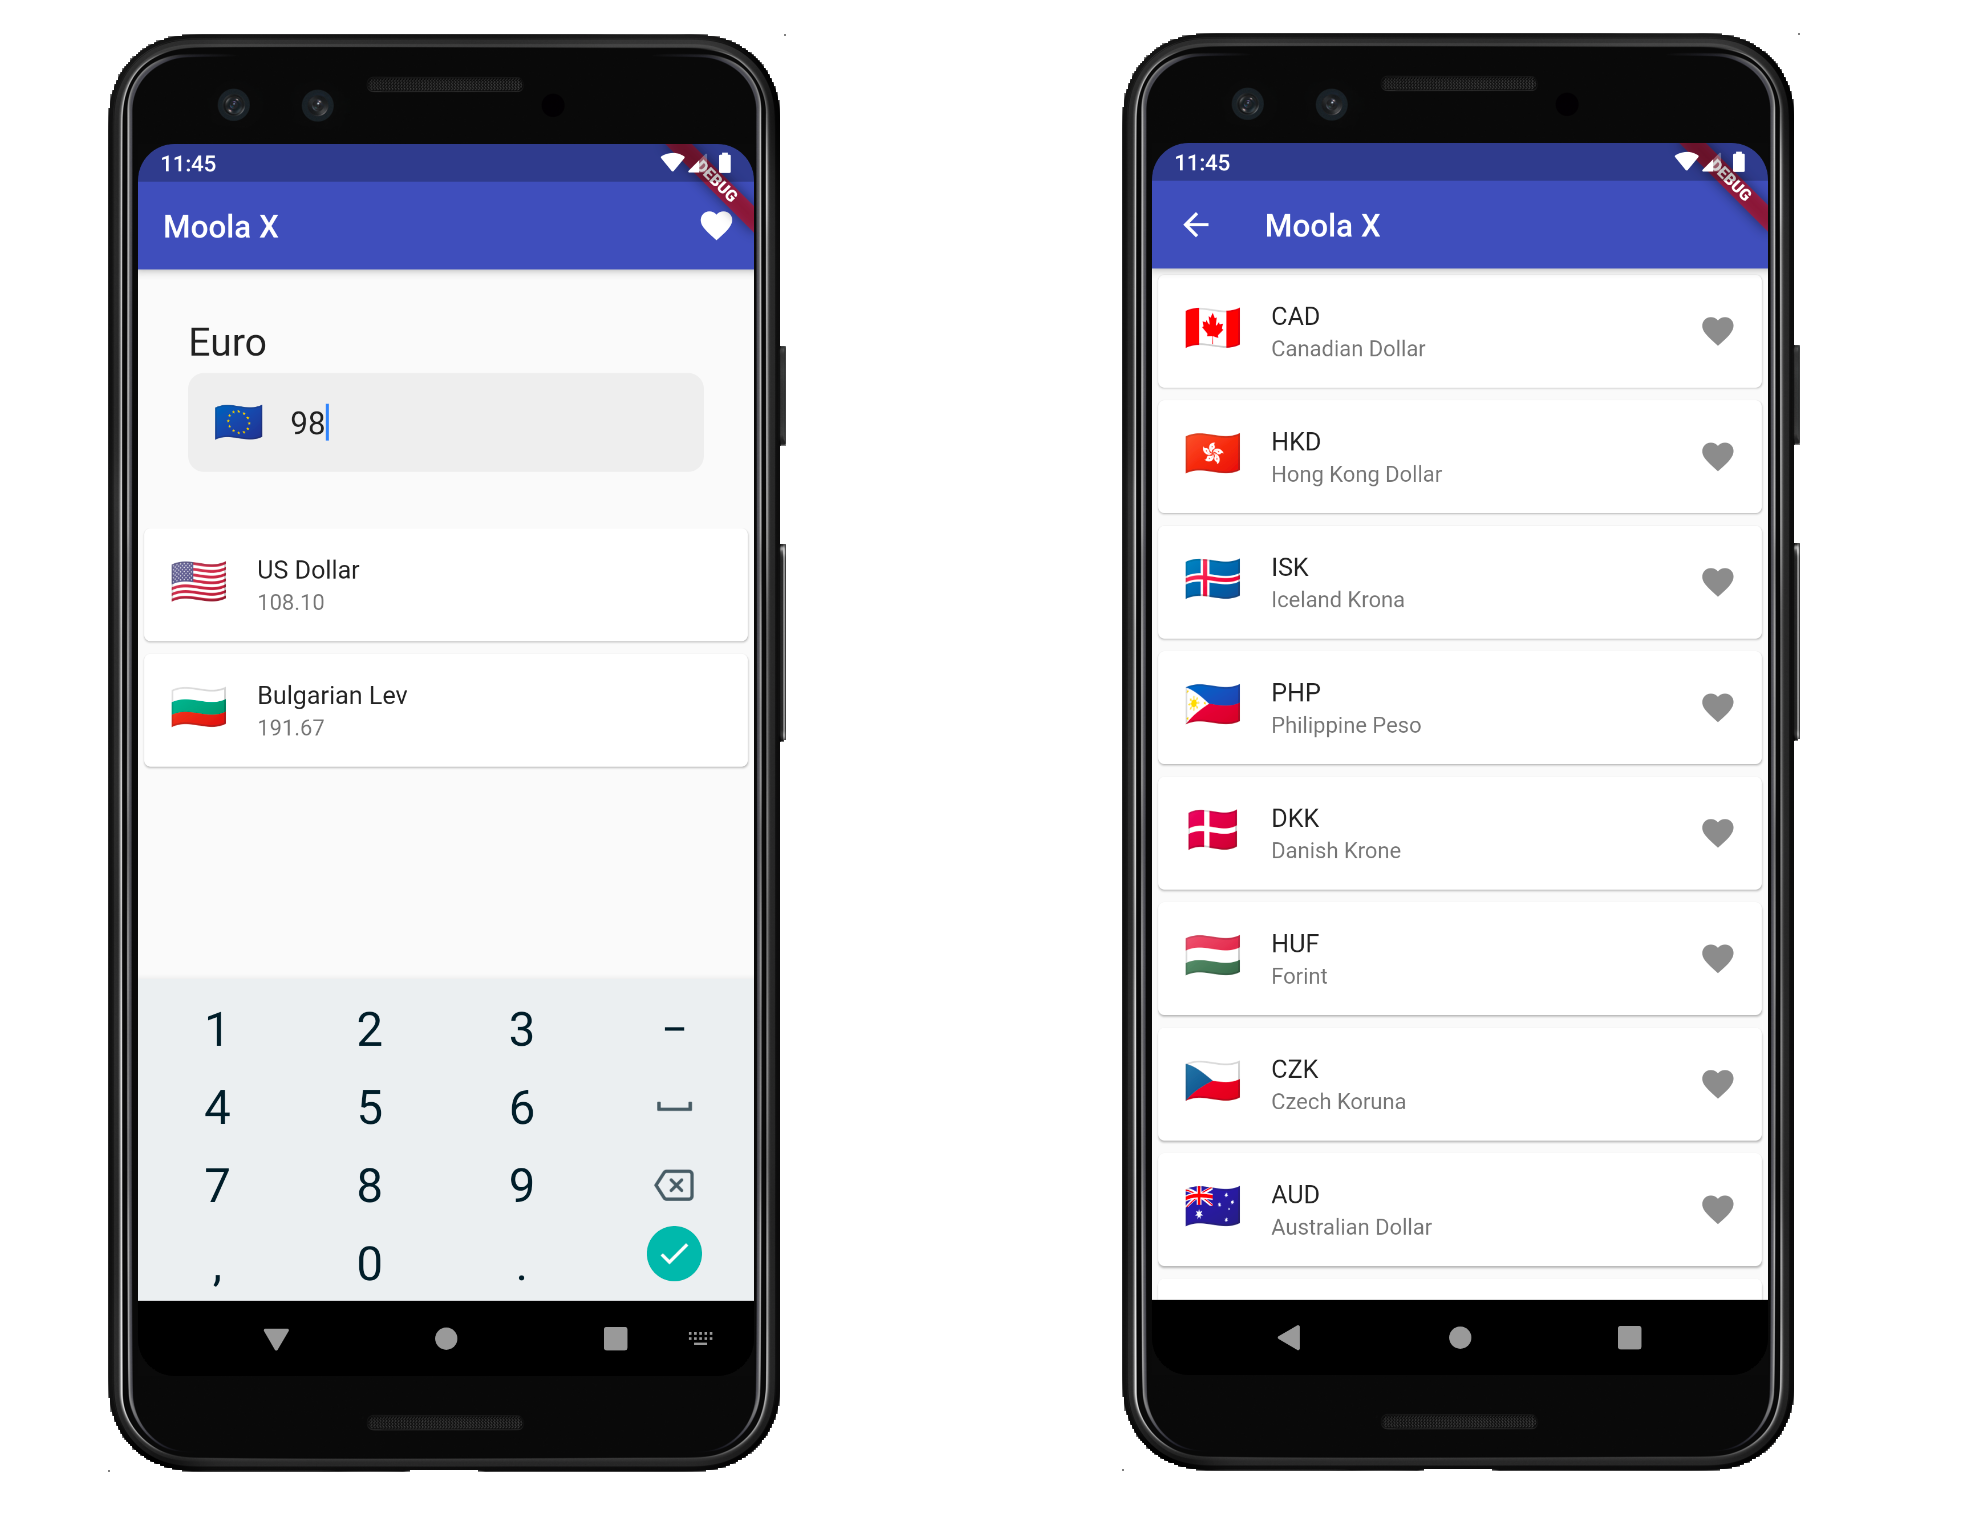 11:45
DEBUG
Moola X
Euro
98
US Dollar
108.10
Bulgarian Lev
191.67
1 2 3 –
4 5 6
7 8 9
, 0 .
11:45
DEBUG
Moola X
CAD
Canadian Dollar
HKD
Hong Kong Dollar
ISK
Iceland Krona
PHP
Philippine Peso
DKK
Danish Krone
HUF
Forint
CZK
Czech Koruna
AUD
Australian Dollar